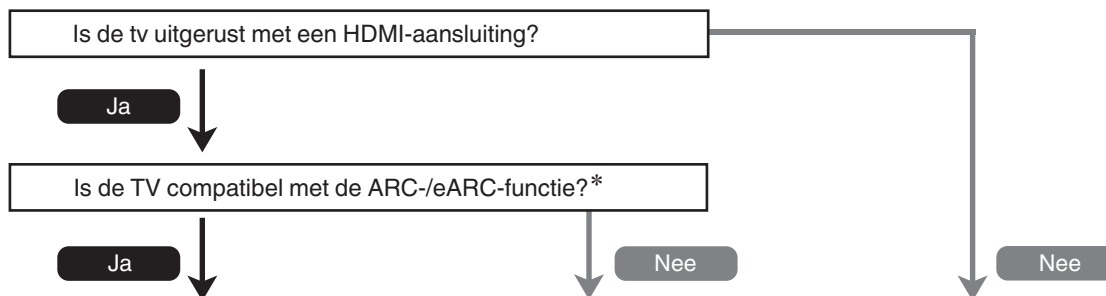 Is de tv uitgerust met een HDMI-aansluiting?
Ja
Is de TV compatibel met de ARC-/eARC-functie?*
Ja
Nee
Nee